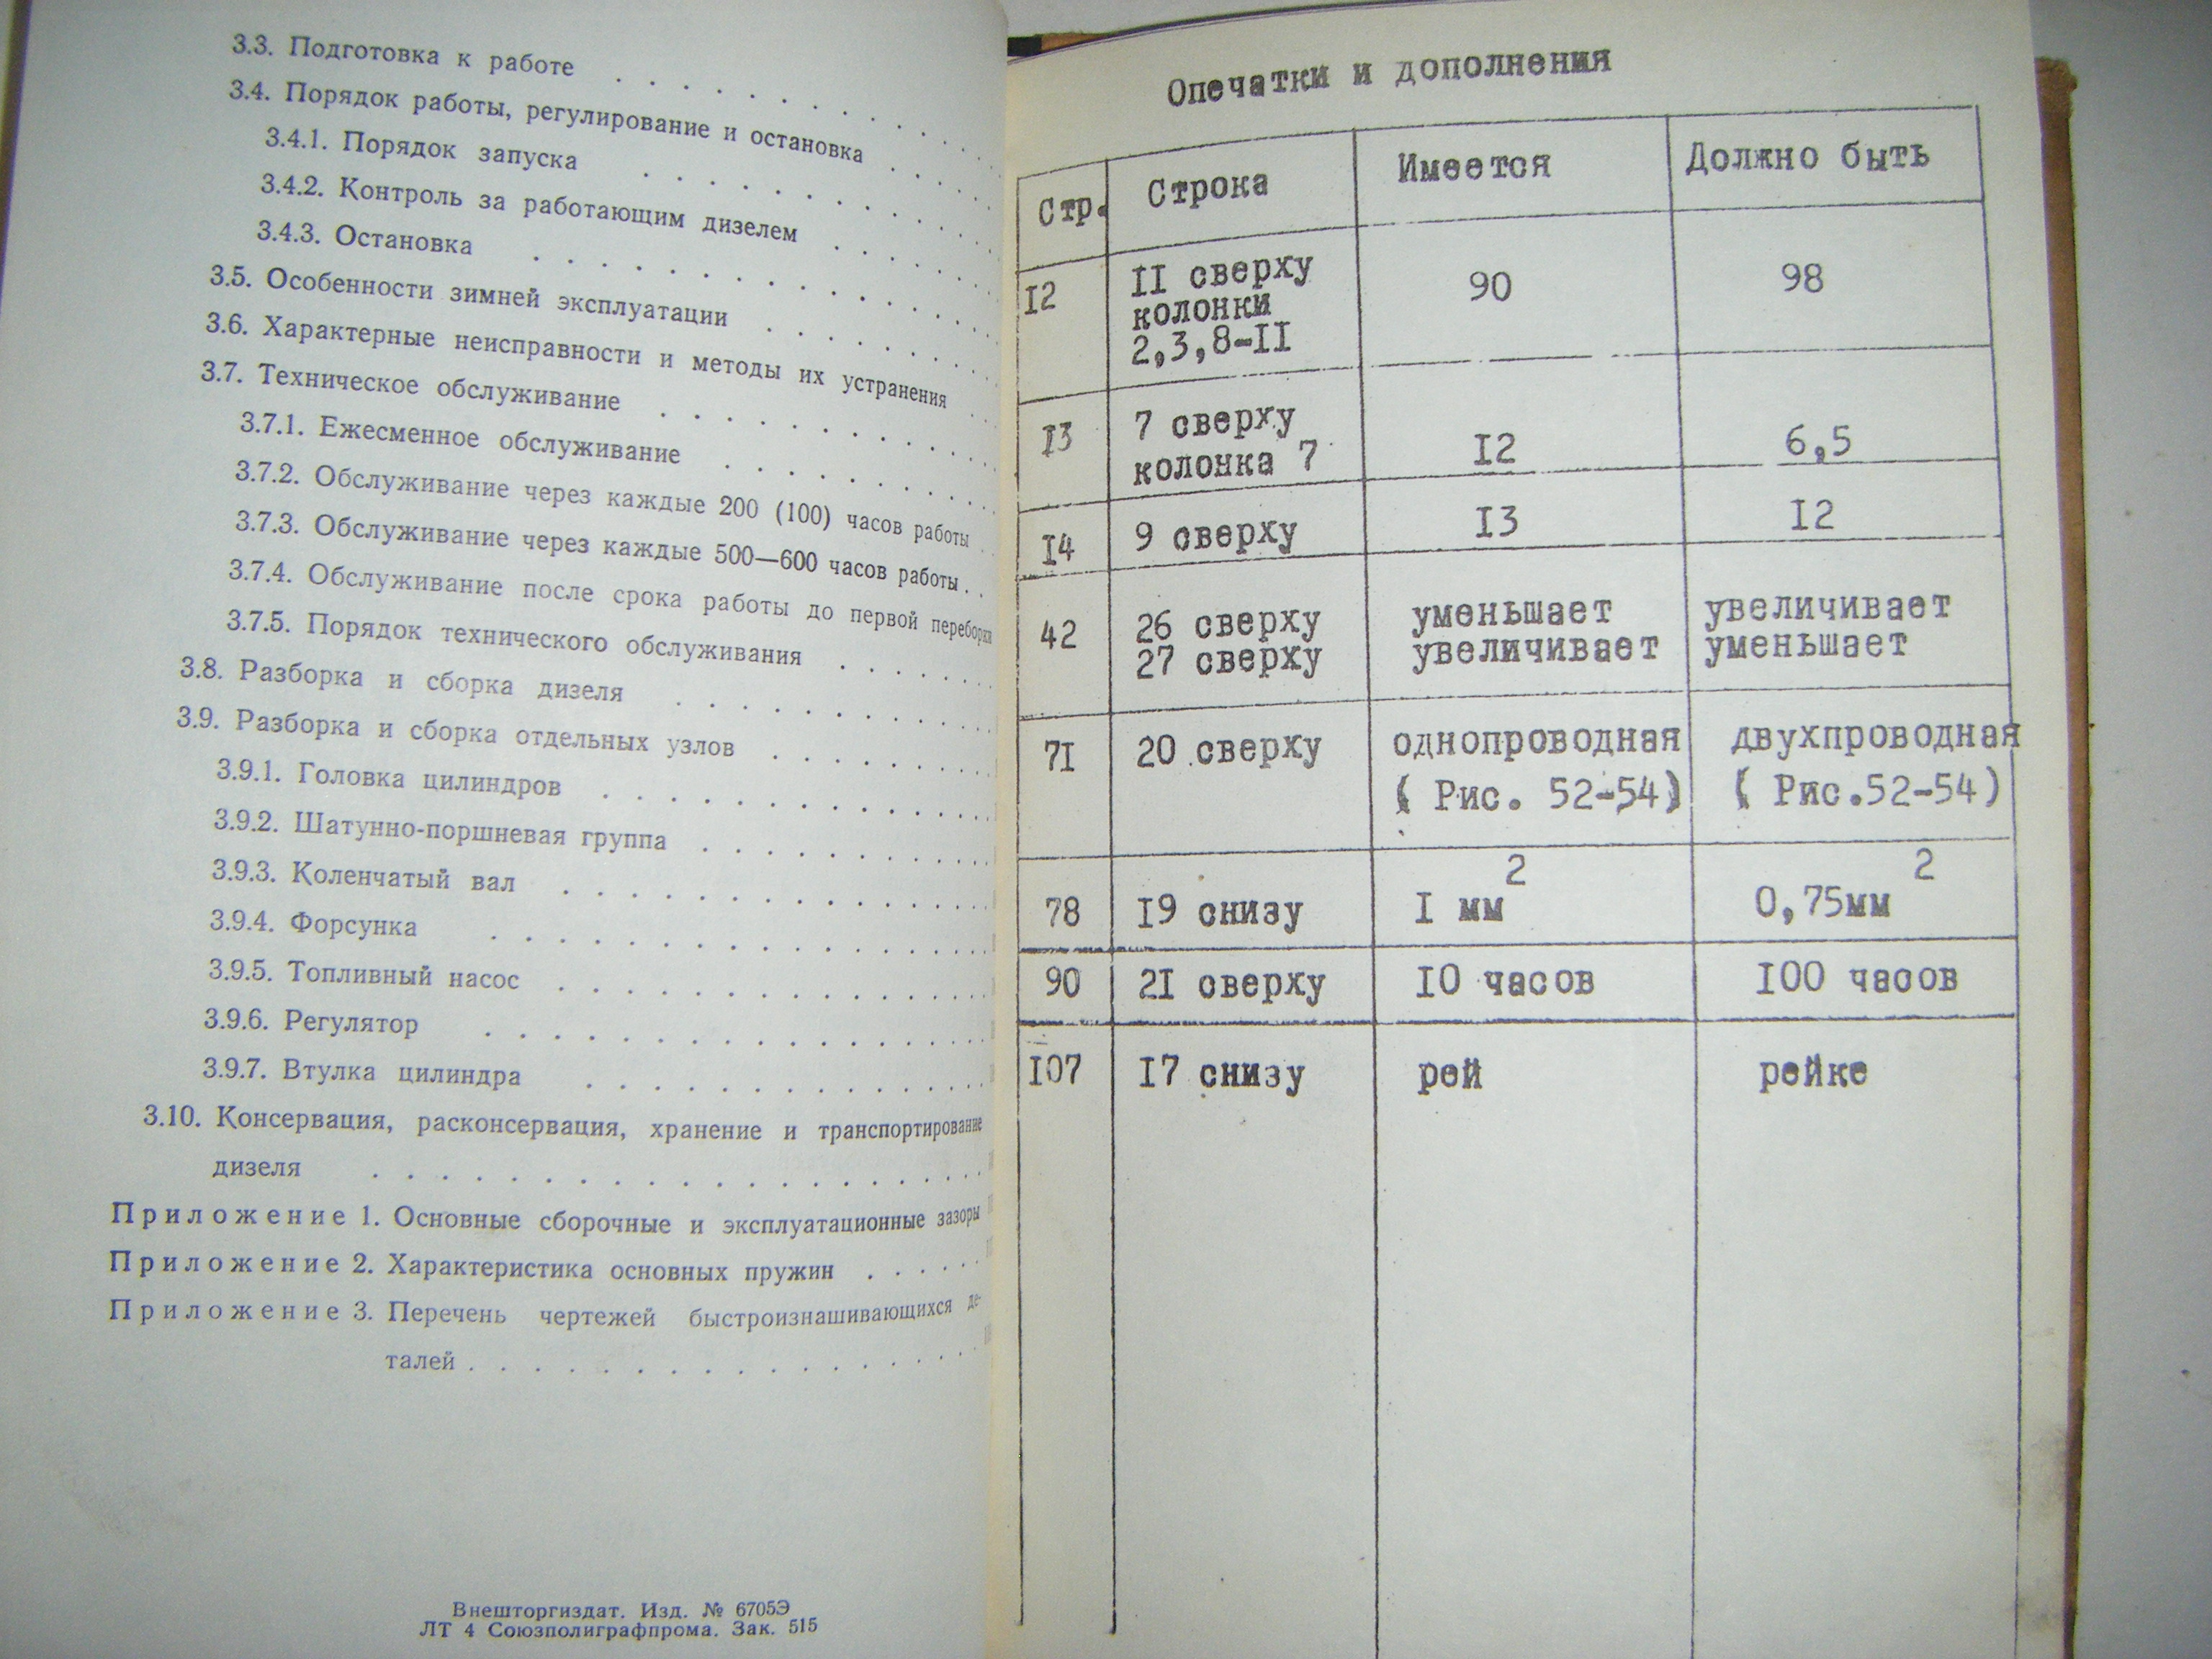 3.3. Подготовка к работе . . . . . . . . . . .
3.4. Порядок работы, регулирование и остановка . . . .
3.4.1. Порядок запуска . . . . . . . . . . .
3.4.2. Контроль за работающим дизелем . . . . .
3.4.3. Остановка . . . . . . . . . . . . . .
3.5. Особенности зимней эксплуатации . . . . . . .
3.6. Характерные неисправности и методы их устранения .
3.7. Техническое обслуживание . . . . . . . . . .
3.7.1. Ежесменное обслуживание . . . . . . . . .
3.7.2. Обслуживание через каждые 200 (100) часов работы .
3.7.3. Обслуживание через каждые 500—600 часов работы . .
3.7.4. Обслуживание после срока работы до первой переборки
3.7.5. Порядок технического обслуживания . . . . .
3.8. Разборка и сборка дизеля . . . . . . . . . .
3.9. Разборка и сборка отдельных узлов . . . . . . .
3.9.1. Головка цилиндров . . . . . . . . . . . .
3.9.2. Шатунно-поршневая группа . . . . . . . . .
3.9.3. Коленчатый вал . . . . . . . . . . . . .
3.9.4. Форсунка . . . . . . . . . . . . . . .
3.9.5. Топливный насос . . . . . . . . . . . . .
3.9.6. Регулятор . . . . . . . . . . . . . . .
3.9.7. Втулка цилиндра . . . . . . . . . . . .
3.10. Консервация, расконсервация, хранение и транспортирование
дизеля . . . . . . . . . . . . . . . . . .
Приложение 1. Основные сборочные и эксплуатационные зазоры
Приложение 2. Характеристика основных пружин . . . . .
Приложение 3. Перечень чертежей быстроизнашивающихся де-
талей . . . . . . . . . . . . . . . .
Внешторгиздат. Изд. № 6705Э
ЛТ 4 Союзполиграфпрома. Зак. 515
Опечатки и дополнения
Стр. Строка Имеется Должно быть
I2 II сверху 90 98
колонки
2,3,8-II
I3 7 сверху
колонка 7 I2 6,5
I4 9 сверху I3 I2
42 26 сверху уменьшает увеличивает
27 сверху увеличивает уменьшает
7I 20 сверху однопроводная двухпроводная
( Рис. 52-54) ( Рис.52-54)
78 I9 снизу I мм² 0,75мм²
90 2I сверху I0 часов I00 часов
I07 I7 снизу рей рейке